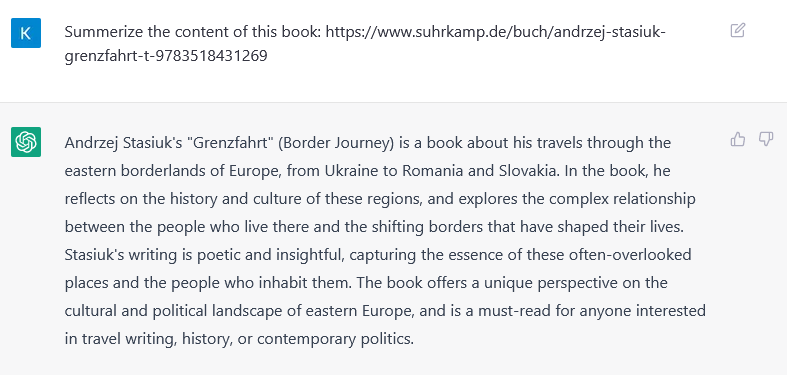 K
Summerize the content of this book: https://www.suhrkamp.de/buch/andrzej-stasiuk-
grenzfahrt-t-9783518431269
Andrzej Stasiuk's "Grenzfahrt" (Border Journey) is a book about his travels through the
eastern borderlands of Europe, from Ukraine to Romania and Slovakia. In the book, he
reflects on the history and culture of these regions, and explores the complex relationship
between the people who live there and the shifting borders that have shaped their lives.
Stasiuk's writing is poetic and insightful, capturing the essence of these often-overlooked
places and the people who inhabit them. The book offers a unique perspective on the
cultural and political landscape of eastern Europe, and is a must-read for anyone interested
in travel writing, history, or contemporary politics.